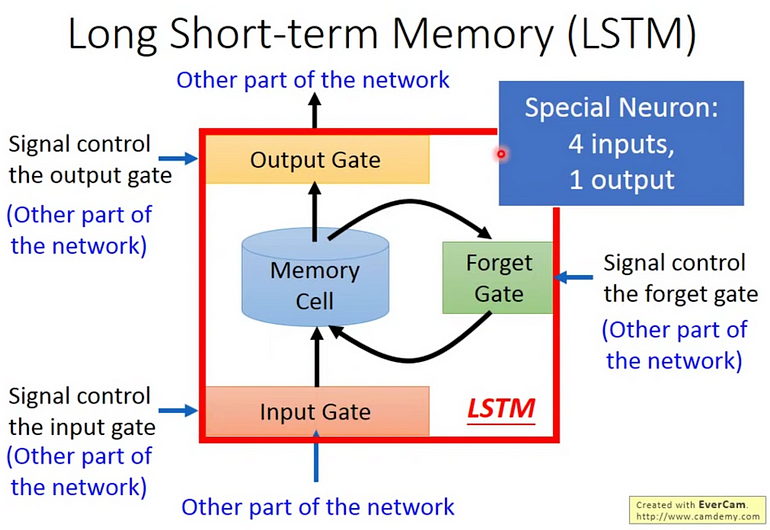 Long Short-term Memory (LSTM)
Other part of the network
Special Neuron:
4 inputs,
1 output
Signal control
the output gate
(Other part of
the network)
Output Gate
Memory
Cell
Forget
Gate
Signal control
the forget gate
(Other part of
the network)
Signal control
the input gate
(Other part of
the network)
Input Gate
LSTM
Other part of the network
Created with EverCam.
http://www.camdemy.com